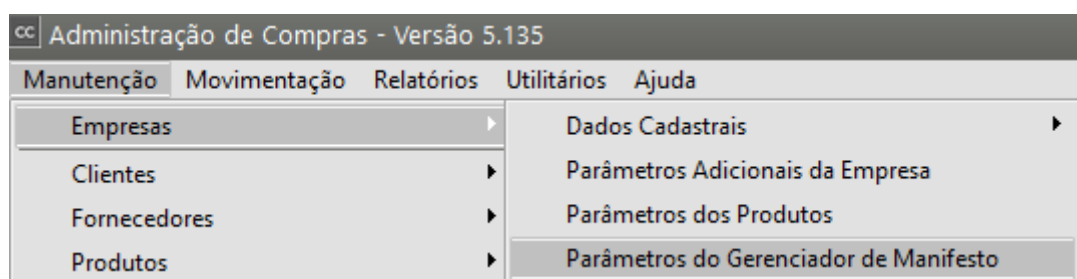 cc Administração de Compras - Versão 5.135
Manutenção Movimentação Relatórios Utilitários Ajuda
Empresas Dados Cadastrais
Clientes Parâmetros Adicionais da Empresa
Fornecedores Parâmetros dos Produtos
Produtos Parâmetros do Gerenciador de Manifesto